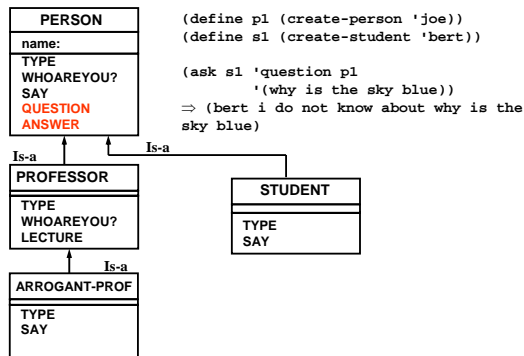 PERSON
name:
TYPE
WHOAREYOU?
SAY
QUESTION
ANSWER
(define p1 (create-person 'joe))
(define s1 (create-student 'bert))
(ask s1 'question p1
'(why is the sky blue))
⇒ (bert i do not know about why is the
sky blue)
Is-a
Is-a
PROFESSOR
TYPE
WHOAREYOU?
LECTURE
STUDENT
TYPE
SAY
Is-a
ARROGANT-PROF
TYPE
SAY